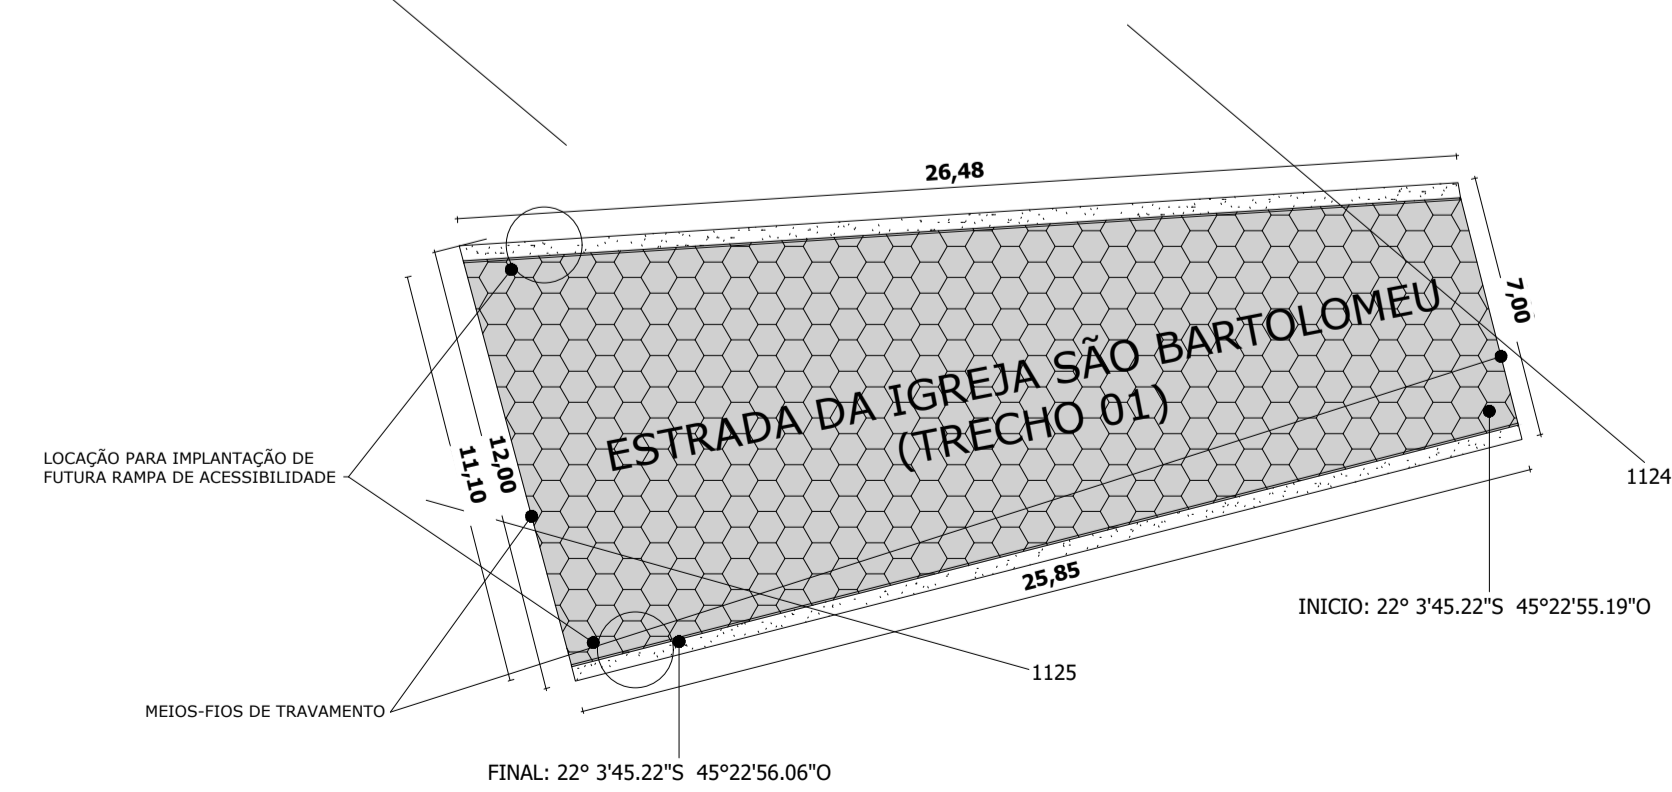 26,48
7,00
ESTRADA DA IGREJA SÃO BARTOLOMEU
(TRECHO 01)
12,00
11,10
LOCAÇÃO PARA IMPLANTAÇÃO DE
FUTURA RAMPA DE ACESSIBILIDADE
1124
25,85
INICIO: 22° 3'45.22"S  45°22'55.19"O
1125
MEIOS-FIOS DE TRAVAMENTO
FINAL: 22° 3'45.22"S  45°22'56.06"O